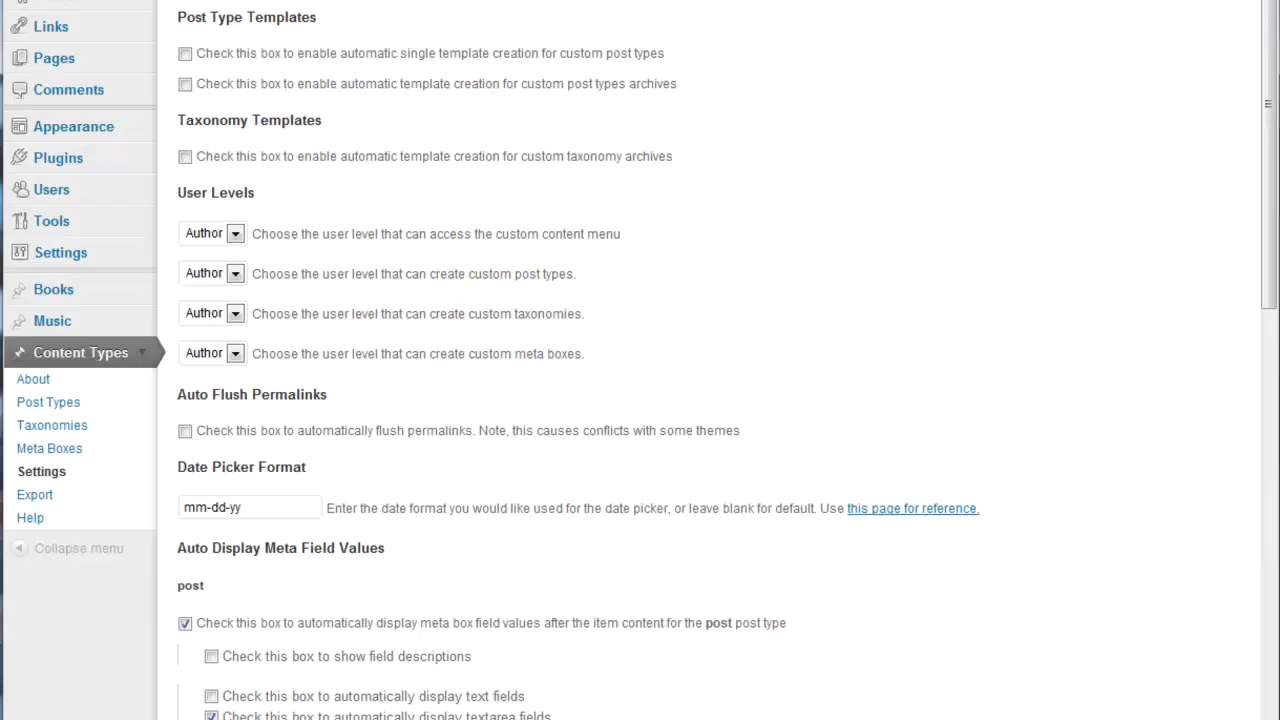 Links
Pages
Comments
Appearance
Plugins
Users
Tools
Settings
Books
Music
Content Types
About
Post Types
Taxonomies
Meta Boxes
Settings
Export
Help
Collapse menu
Post Type Templates
Check this box to enable automatic single template creation for custom post types
Check this box to enable automatic template creation for custom post types archives
Taxonomy Templates
Check this box to enable automatic template creation for custom taxonomy archives
User Levels
Author Choose the user level that can access the custom content menu
Author Choose the user level that can create custom post types.
Author Choose the user level that can create custom taxonomies.
Author Choose the user level that can create custom meta boxes.
Auto Flush Permalinks
Check this box to automatically flush permalinks. Note, this causes conflicts with some themes
Date Picker Format
mm-dd-yy Enter the date format you would like used for the date picker, or leave blank for default. Use this page for reference.
Auto Display Meta Field Values
post
Check this box to automatically display meta box field values after the item content for the post post type
Check this box to show field descriptions
Check this box to automatically display text fields
Check this box to automatically display textarea fields